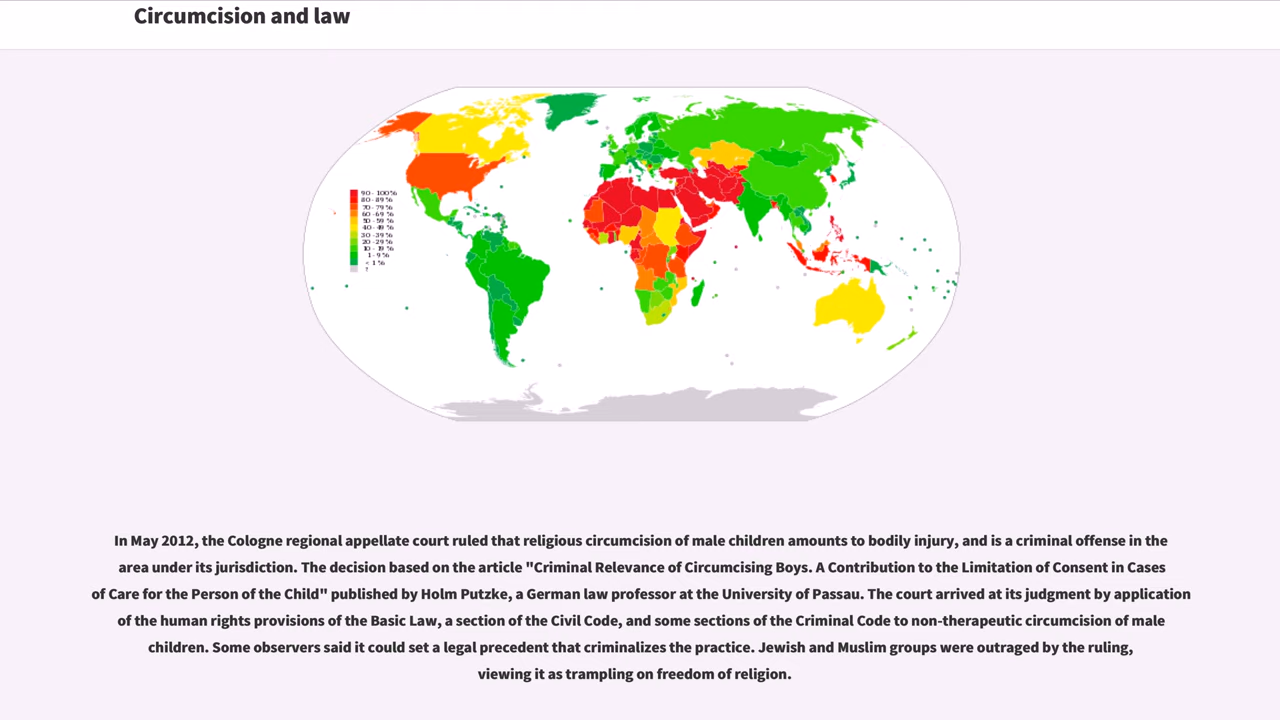 Circumcision and law
90 - 100 %
80 - 89 %
70 - 79 %
60 - 69 %
50 - 59 %
40 - 49 %
30 - 39 %
20 - 29 %
10 - 19 %
1 - 9 %
< 1 %
?
In May 2012, the Cologne regional appellate court ruled that religious circumcision of male children amounts to bodily injury, and is a criminal offense in the
area under its jurisdiction. The decision based on the article "Criminal Relevance of Circumcising Boys. A Contribution to the Limitation of Consent in Cases
of Care for the Person of the Child" published by Holm Putzke, a German law professor at the University of Passau. The court arrived at its judgment by application
of the human rights provisions of the Basic Law, a section of the Civil Code, and some sections of the Criminal Code to non-therapeutic circumcision of male
children. Some observers said it could set a legal precedent that criminalizes the practice. Jewish and Muslim groups were outraged by the ruling,
viewing it as trampling on freedom of religion.